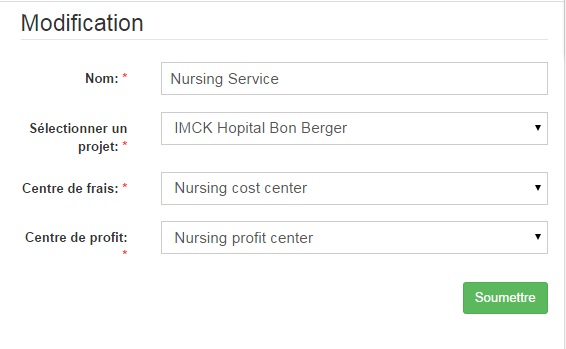 Modification
Nom: *
Nursing Service
Sélectionner un
projet: *
IMCK Hopital Bon Berger
Centre de frais: *
Nursing cost center
Centre de profit:
*
Nursing profit center
Soumettre